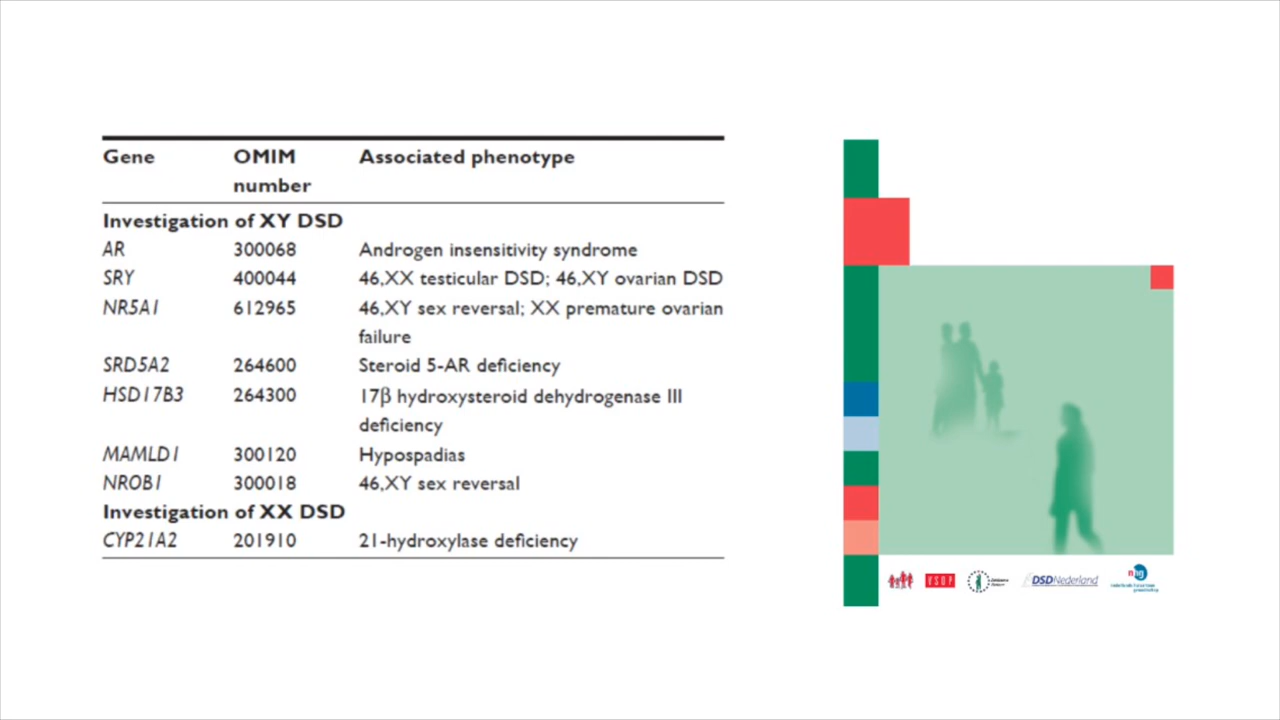 Gene OMIM number Associated phenotype
Investigation of XY DSD
AR 300068 Androgen insensitivity syndrome
SRY 400044 46,XX testicular DSD; 46,XY ovarian DSD
NR5A1 612965 46,XY sex reversal; XX premature ovarian
failure
SRD5A2 264600 Steroid 5-AR deficiency
HSD17B3 264300 17β hydroxysteroid dehydrogenase III
deficiency
MAMLD1 300120 Hypospadias
NROB1 300018 46,XY sex reversal
Investigation of XX DSD
CYP21A2 201910 21-hydroxylase deficiency
VSOP
DSDNederland
nhg